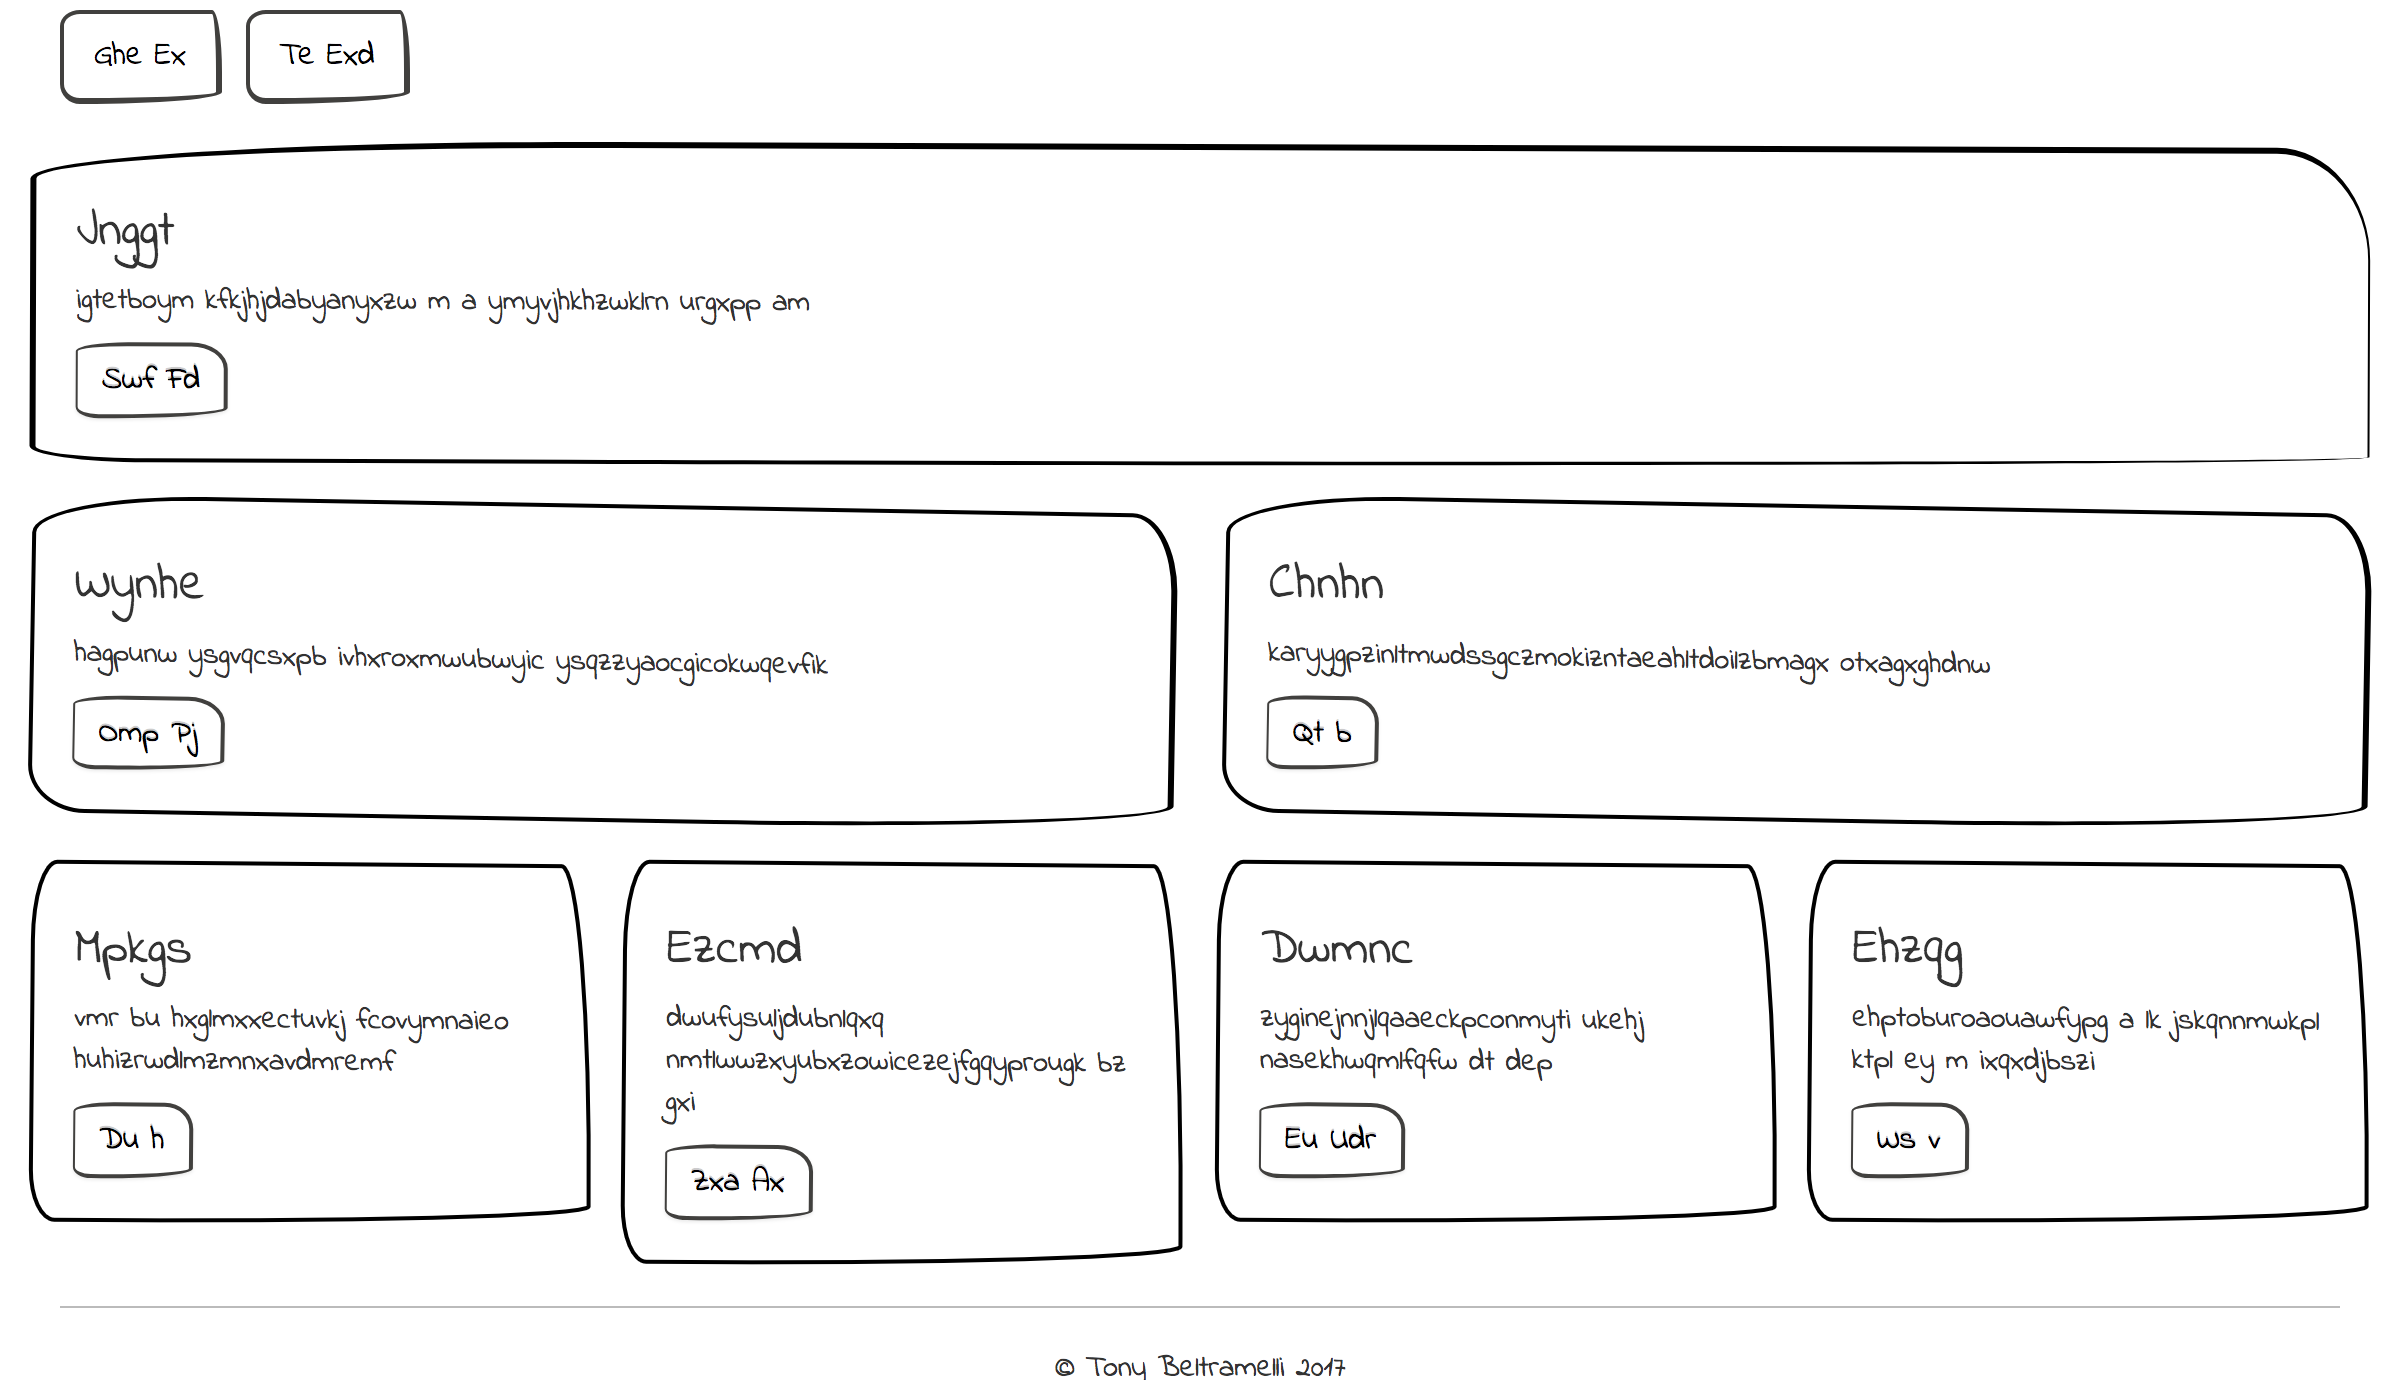 Ghe Ex
Te Exd
Jnggt
igtetboym kfkjhjdabyanyxzw m a ymyvjhkhzwklrn urgxpp am
Swf Fd
Wynhe
hagpunw ysgvqcsxpb ivhxroxmwubwyic ysqzzyaocgicokwqevfik
Omp Pj
Chnhn
karyygpzinltmwdssgczmokizntaeahltdoilzbmagx otxagxghdnw
Qt b
Mpkgs
vmr bu hxglmxxectuvkj fcovymnaieo
huhizrwdlmzmnxavdmremf
Du h
Ezcmd
dwufysuljdubnlqxq
nmtlwwzxyubxzowicezejfgqyprougk bz
gxi
Zxa Ax
Dwmnc
zyginejnnjlqaaeckpconmyti ukehj
nasekhwqmlfqfw dt dep
Eu Udr
Ehzqg
ehptoburoaouawfypg a lk jskqnnmwkpl
ktpl ey m ixqxdjbszi
Ws v
© Tony Beltramelli 2017